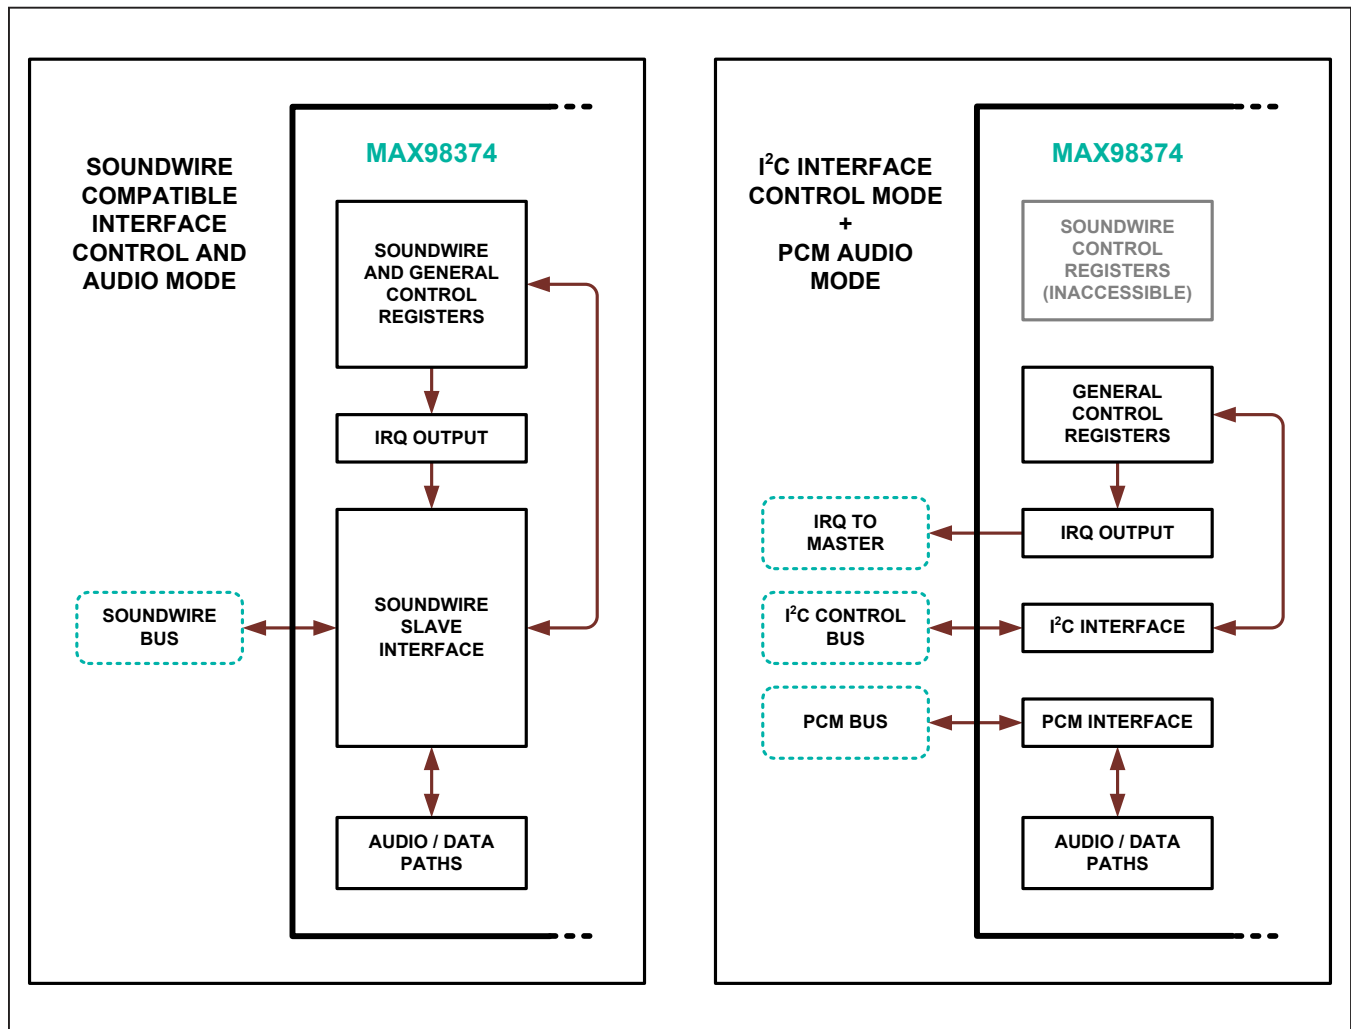 SOUNDWIRE
COMPATIBLE
INTERFACE
CONTROL AND
AUDIO MODE
MAX98374
SOUNDWIRE
AND GENERAL
CONTROL
REGISTERS
IRQ OUTPUT
SOUNDWIRE
SLAVE
INTERFACE
SOUNDWIRE
BUS
AUDIO / DATA
PATHS
I²C INTERFACE
CONTROL MODE
+
PCM AUDIO
MODE
MAX98374
SOUNDWIRE
CONTROL
REGISTERS
(INACCESSIBLE)
GENERAL
CONTROL
REGISTERS
IRQ TO
MASTER
IRQ OUTPUT
I²C CONTROL
BUS
I²C INTERFACE
PCM BUS
PCM INTERFACE
AUDIO / DATA
PATHS